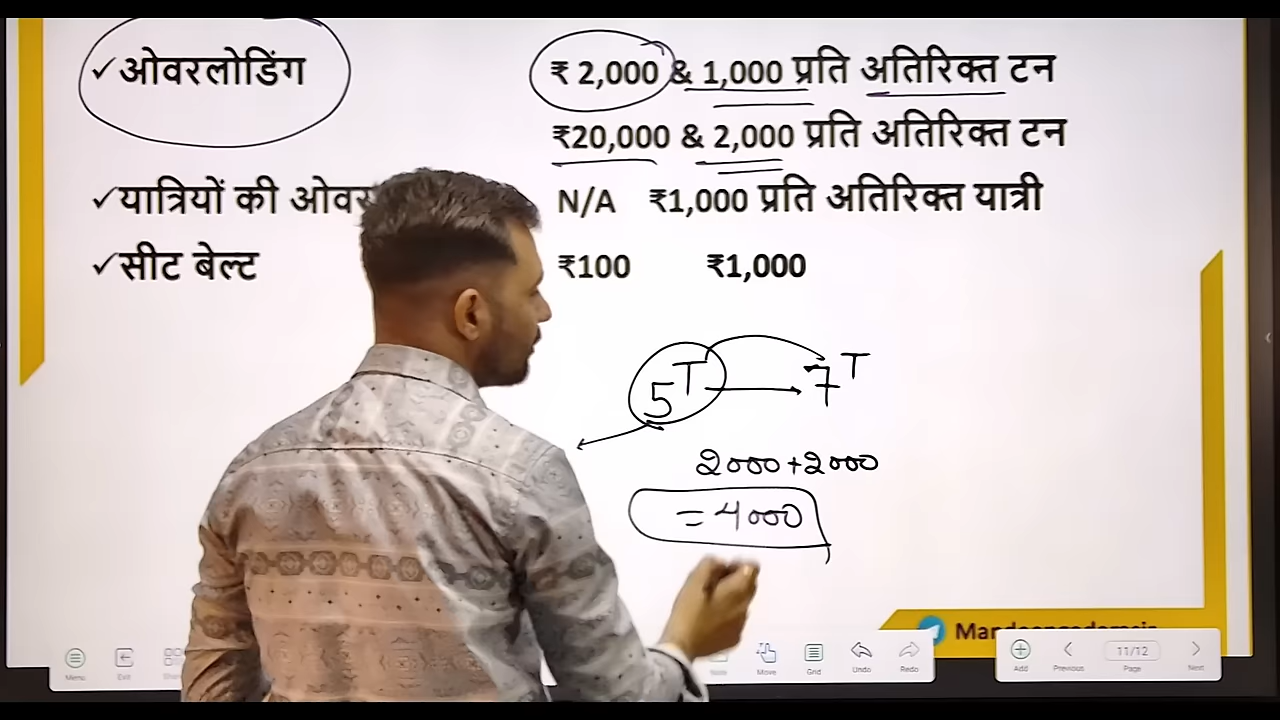 ✓ओवरलोडिंग ₹ 2,000 & 1,000 प्रति अतिरिक्त टन
₹20,000 & 2,000 प्रति अतिरिक्त टन
✓यात्रियों की N/A ₹1,000 प्रति अतिरिक्त यात्री
✓सीट बेल्ट ₹100 ₹1,000
5T 7T
2000+2000
=4000
Menu Exit Move Grid Undo Redo Add Previous 11/12 Page Next